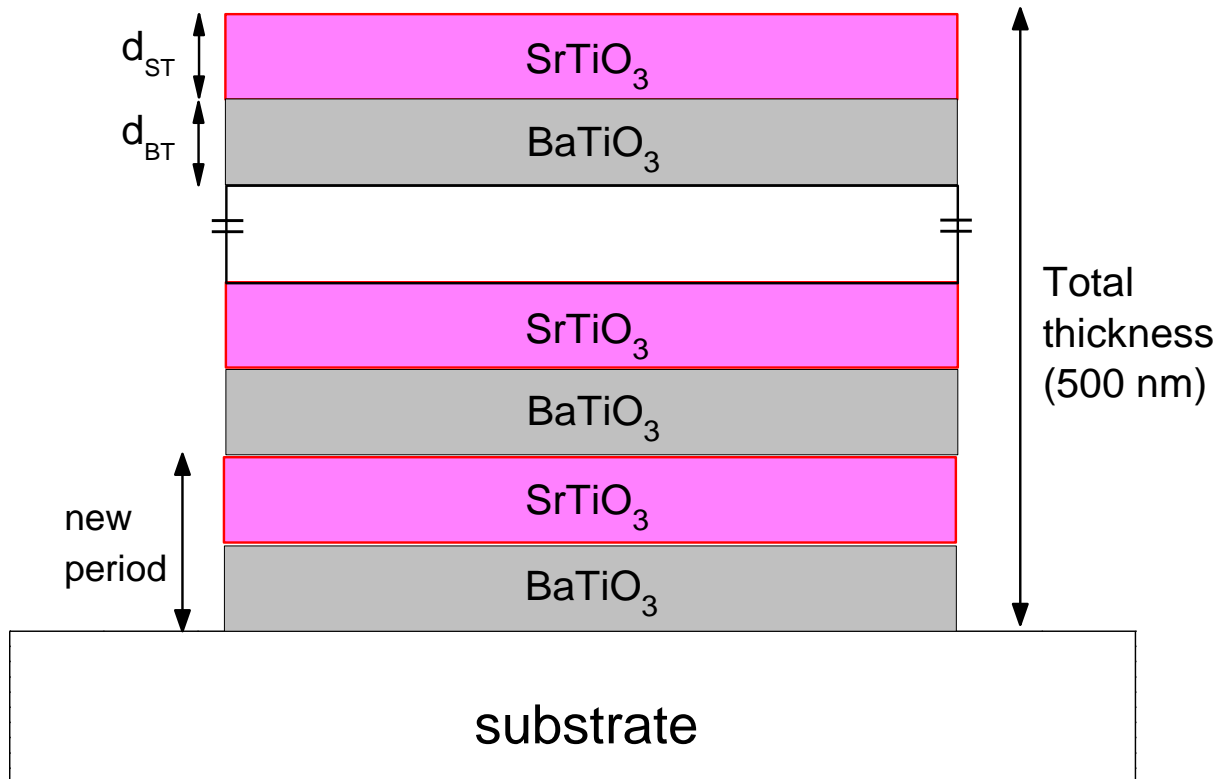 d_ST
SrTiO_3
d_BT
BaTiO_3
SrTiO_3
Total
thickness
(500 nm)
BaTiO_3
SrTiO_3
new
period
BaTiO_3
substrate